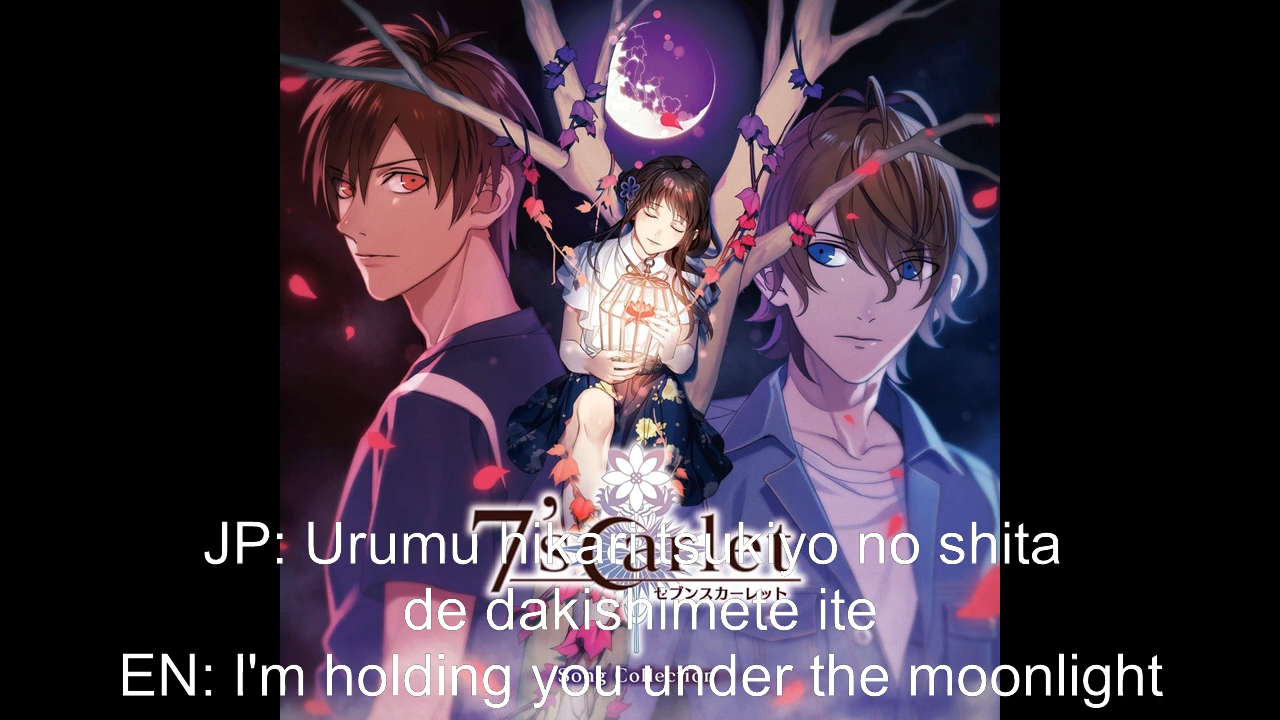 7'sCarlet
JP: Urumu hikari tsukiyo no shita
セブンスカーレット
de dakishimete ite
EN: I'm holding you under the moonlight
Song Collection